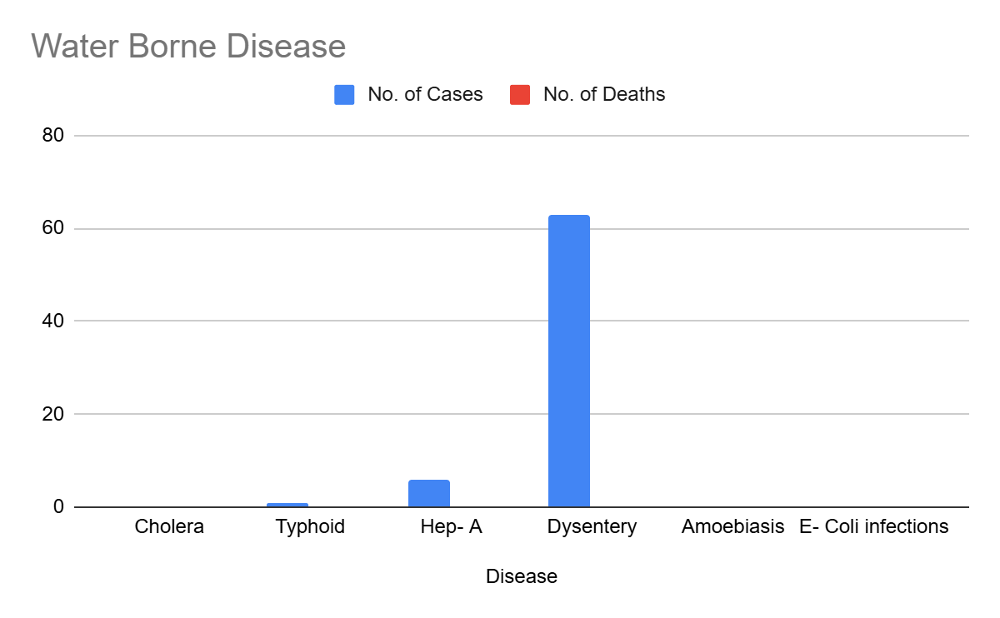 Water Borne Disease
No. of Cases No. of Deaths
80
60
40
20
0
Cholera Typhoid Hep- A Dysentery Amoebiasis E- Coli infections
Disease